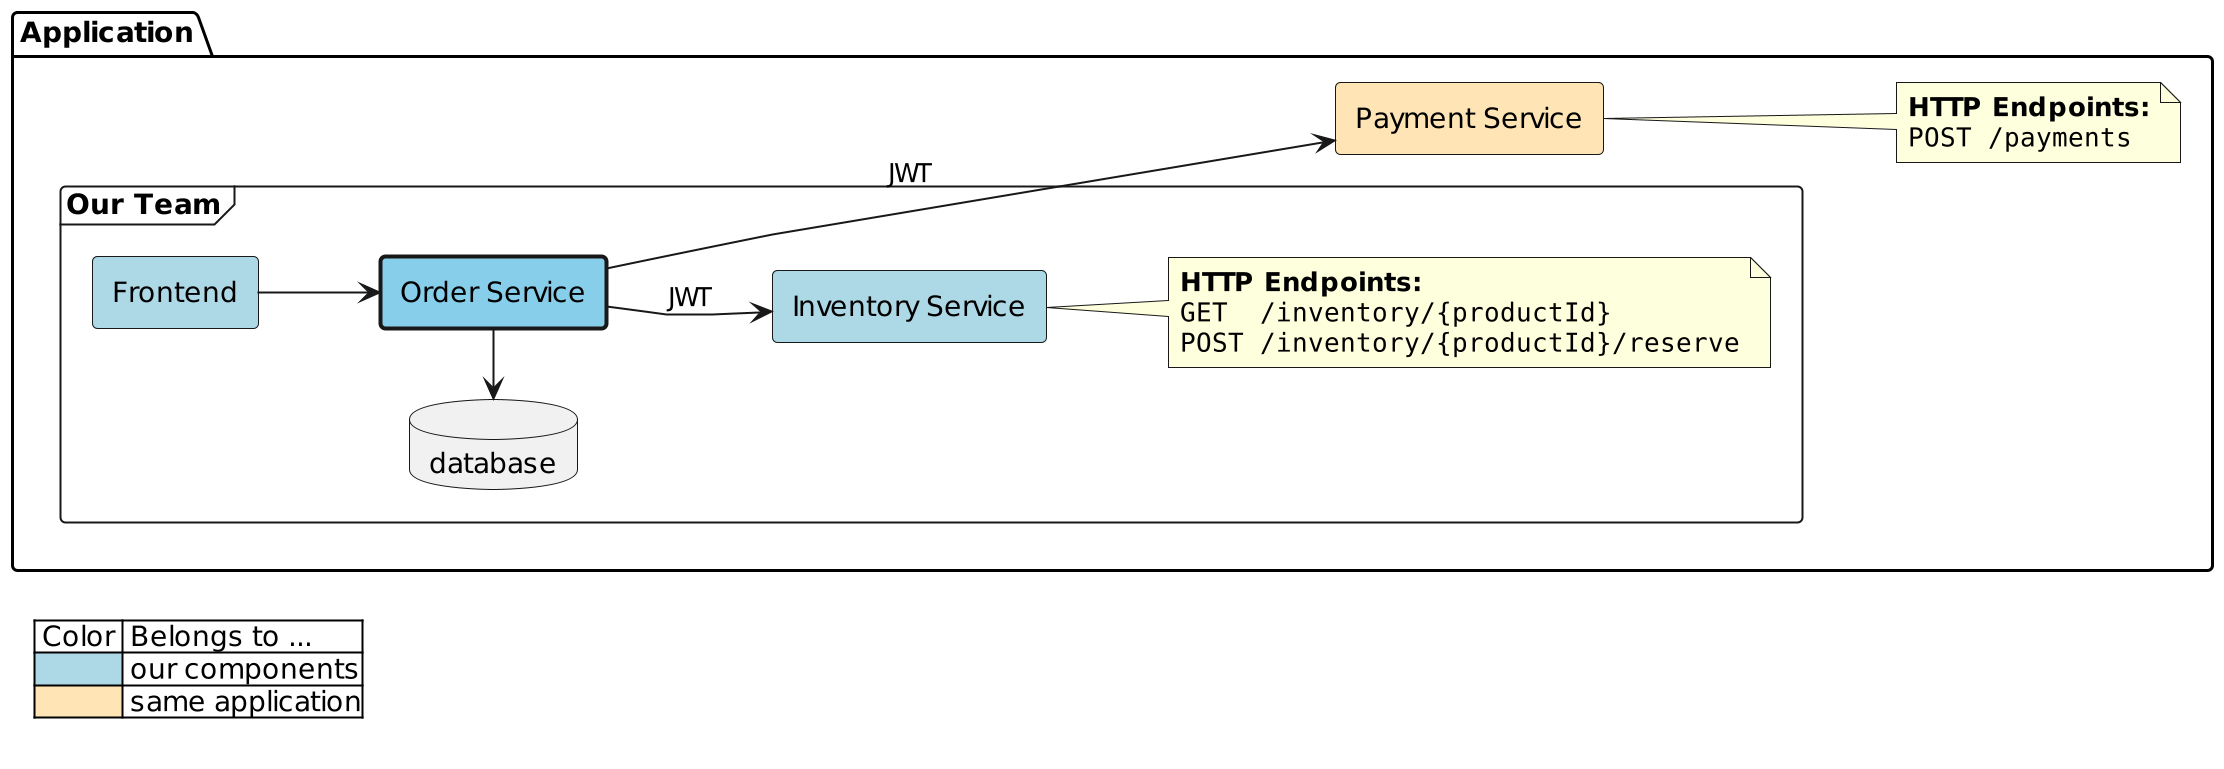 Application
Payment Service
HTTP Endpoints:
POST /payments
JWT
Our Team
Frontend
Order Service
JWT
Inventory Service
HTTP Endpoints:
GET  /inventory/{productId}
POST /inventory/{productId}/reserve
database
Color Belongs to ...
our components
same application